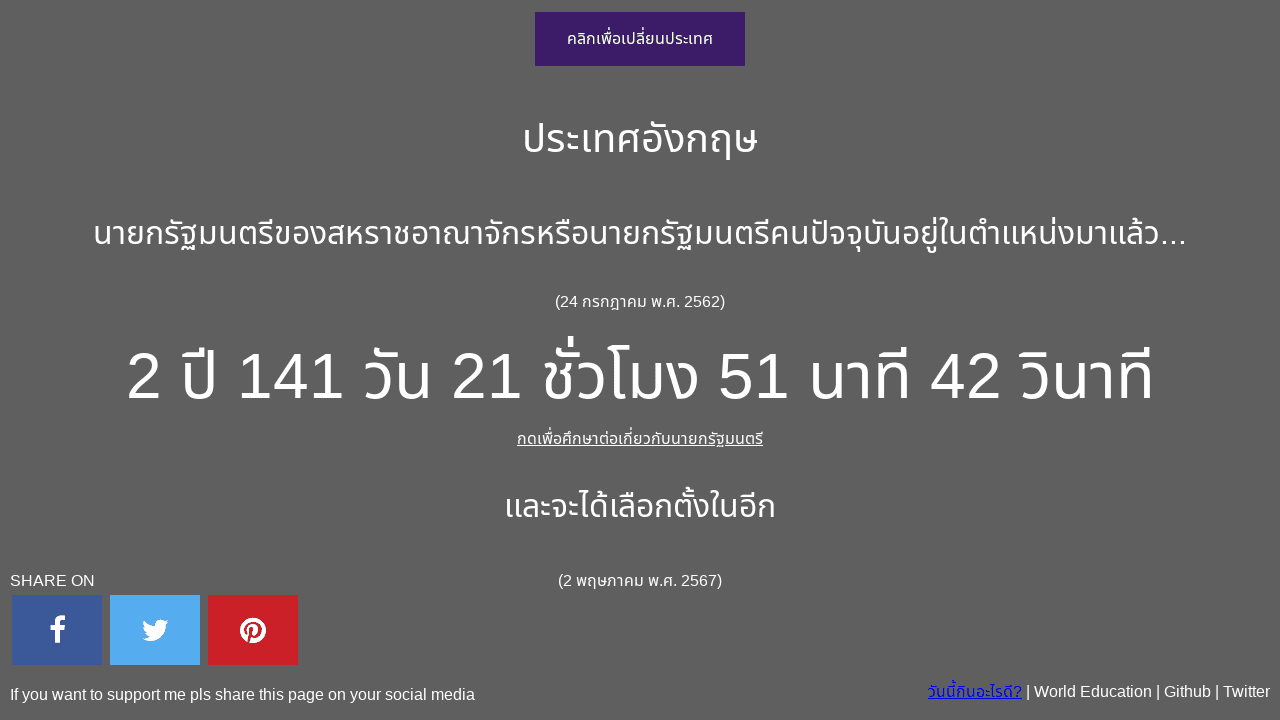 คลิกเพื่อเปลี่ยนประเทศ
ประเทศอังกฤษ
นายกรัฐมนตรีของสหราชอาณาจักรหรือนายกรัฐมนตรีคนปัจจุบันอยู่ในตำแหน่งมาแล้ว...
(24 กรกฎาคม พ.ศ. 2562)
2 ปี 141 วัน 21 ชั่วโมง 51 นาที 42 วินาที
กดเพื่อศึกษาต่อเกี่ยวกับนายกรัฐมนตรี
และจะได้เลือกตั้งในอีก
(2 พฤษภาคม พ.ศ. 2567)
SHARE ON
If you want to support me pls share this page on your social media
วันนี้กินอะไรดี? | World Education | Github | Twitter